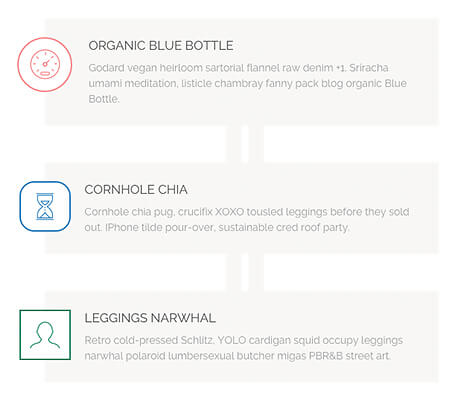 ORGANIC BLUE BOTTLE
Godard vegan heirloom sartorial flannel raw denim +1. Sriracha
umami meditation, listicle chambray fanny pack blog organic Blue
Bottle.
CORNHOLE CHIA
Cornhole chia pug, crucifix XOXO tousled leggings before they sold
out. IPhone tilde pour-over, sustainable cred roof party.
LEGGINGS NARWHAL
Retro cold-pressed Schlitz, YOLO cardigan squid occupy leggings
narwhal polaroid lumbersexual butcher migas PBR&B street art.